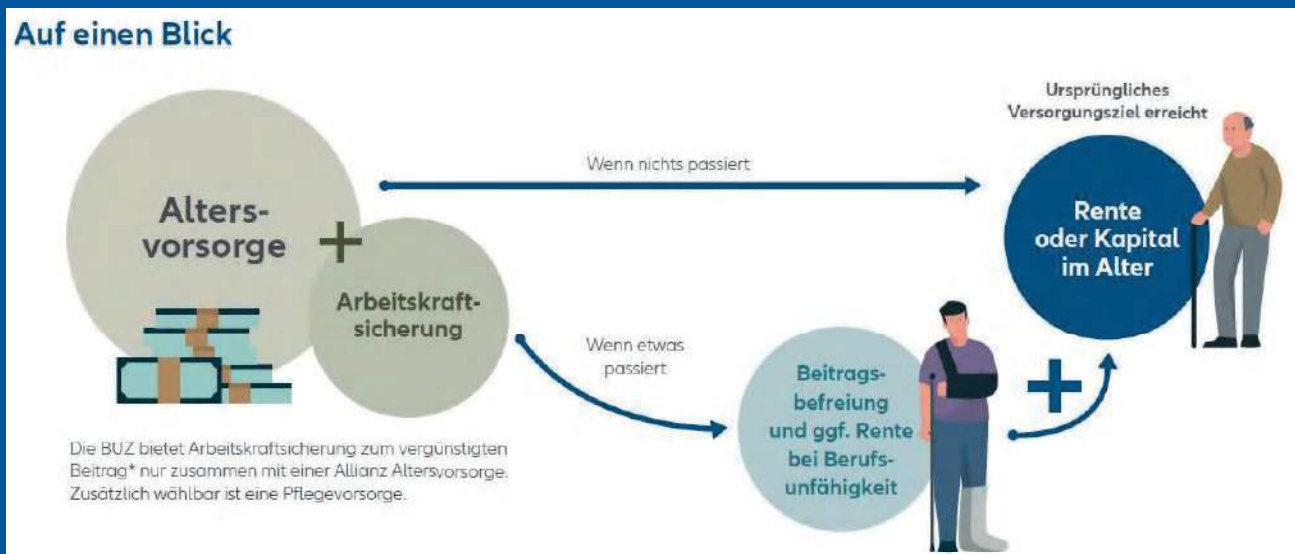 Auf einen Blick
Ursprüngliches
Versorgungsziel erreicht
Wenn nichts passiert
Alters-
vorsorge
+
Arbeitskraft-
sicherung
Rente
oder Kapital
im Alter
Wenn etwas
passiert
Beitrags-
befreiung
und ggf. Rente
bei Berufs-
unfähigkeit
+
Die BUZ bietet Arbeitskraftsicherung zum vergünstigten
Beitrag* nur zusammen mit einer Allianz Altersvorsorge.
Zusätzlich wählbar ist eine Pflegevorsorge.